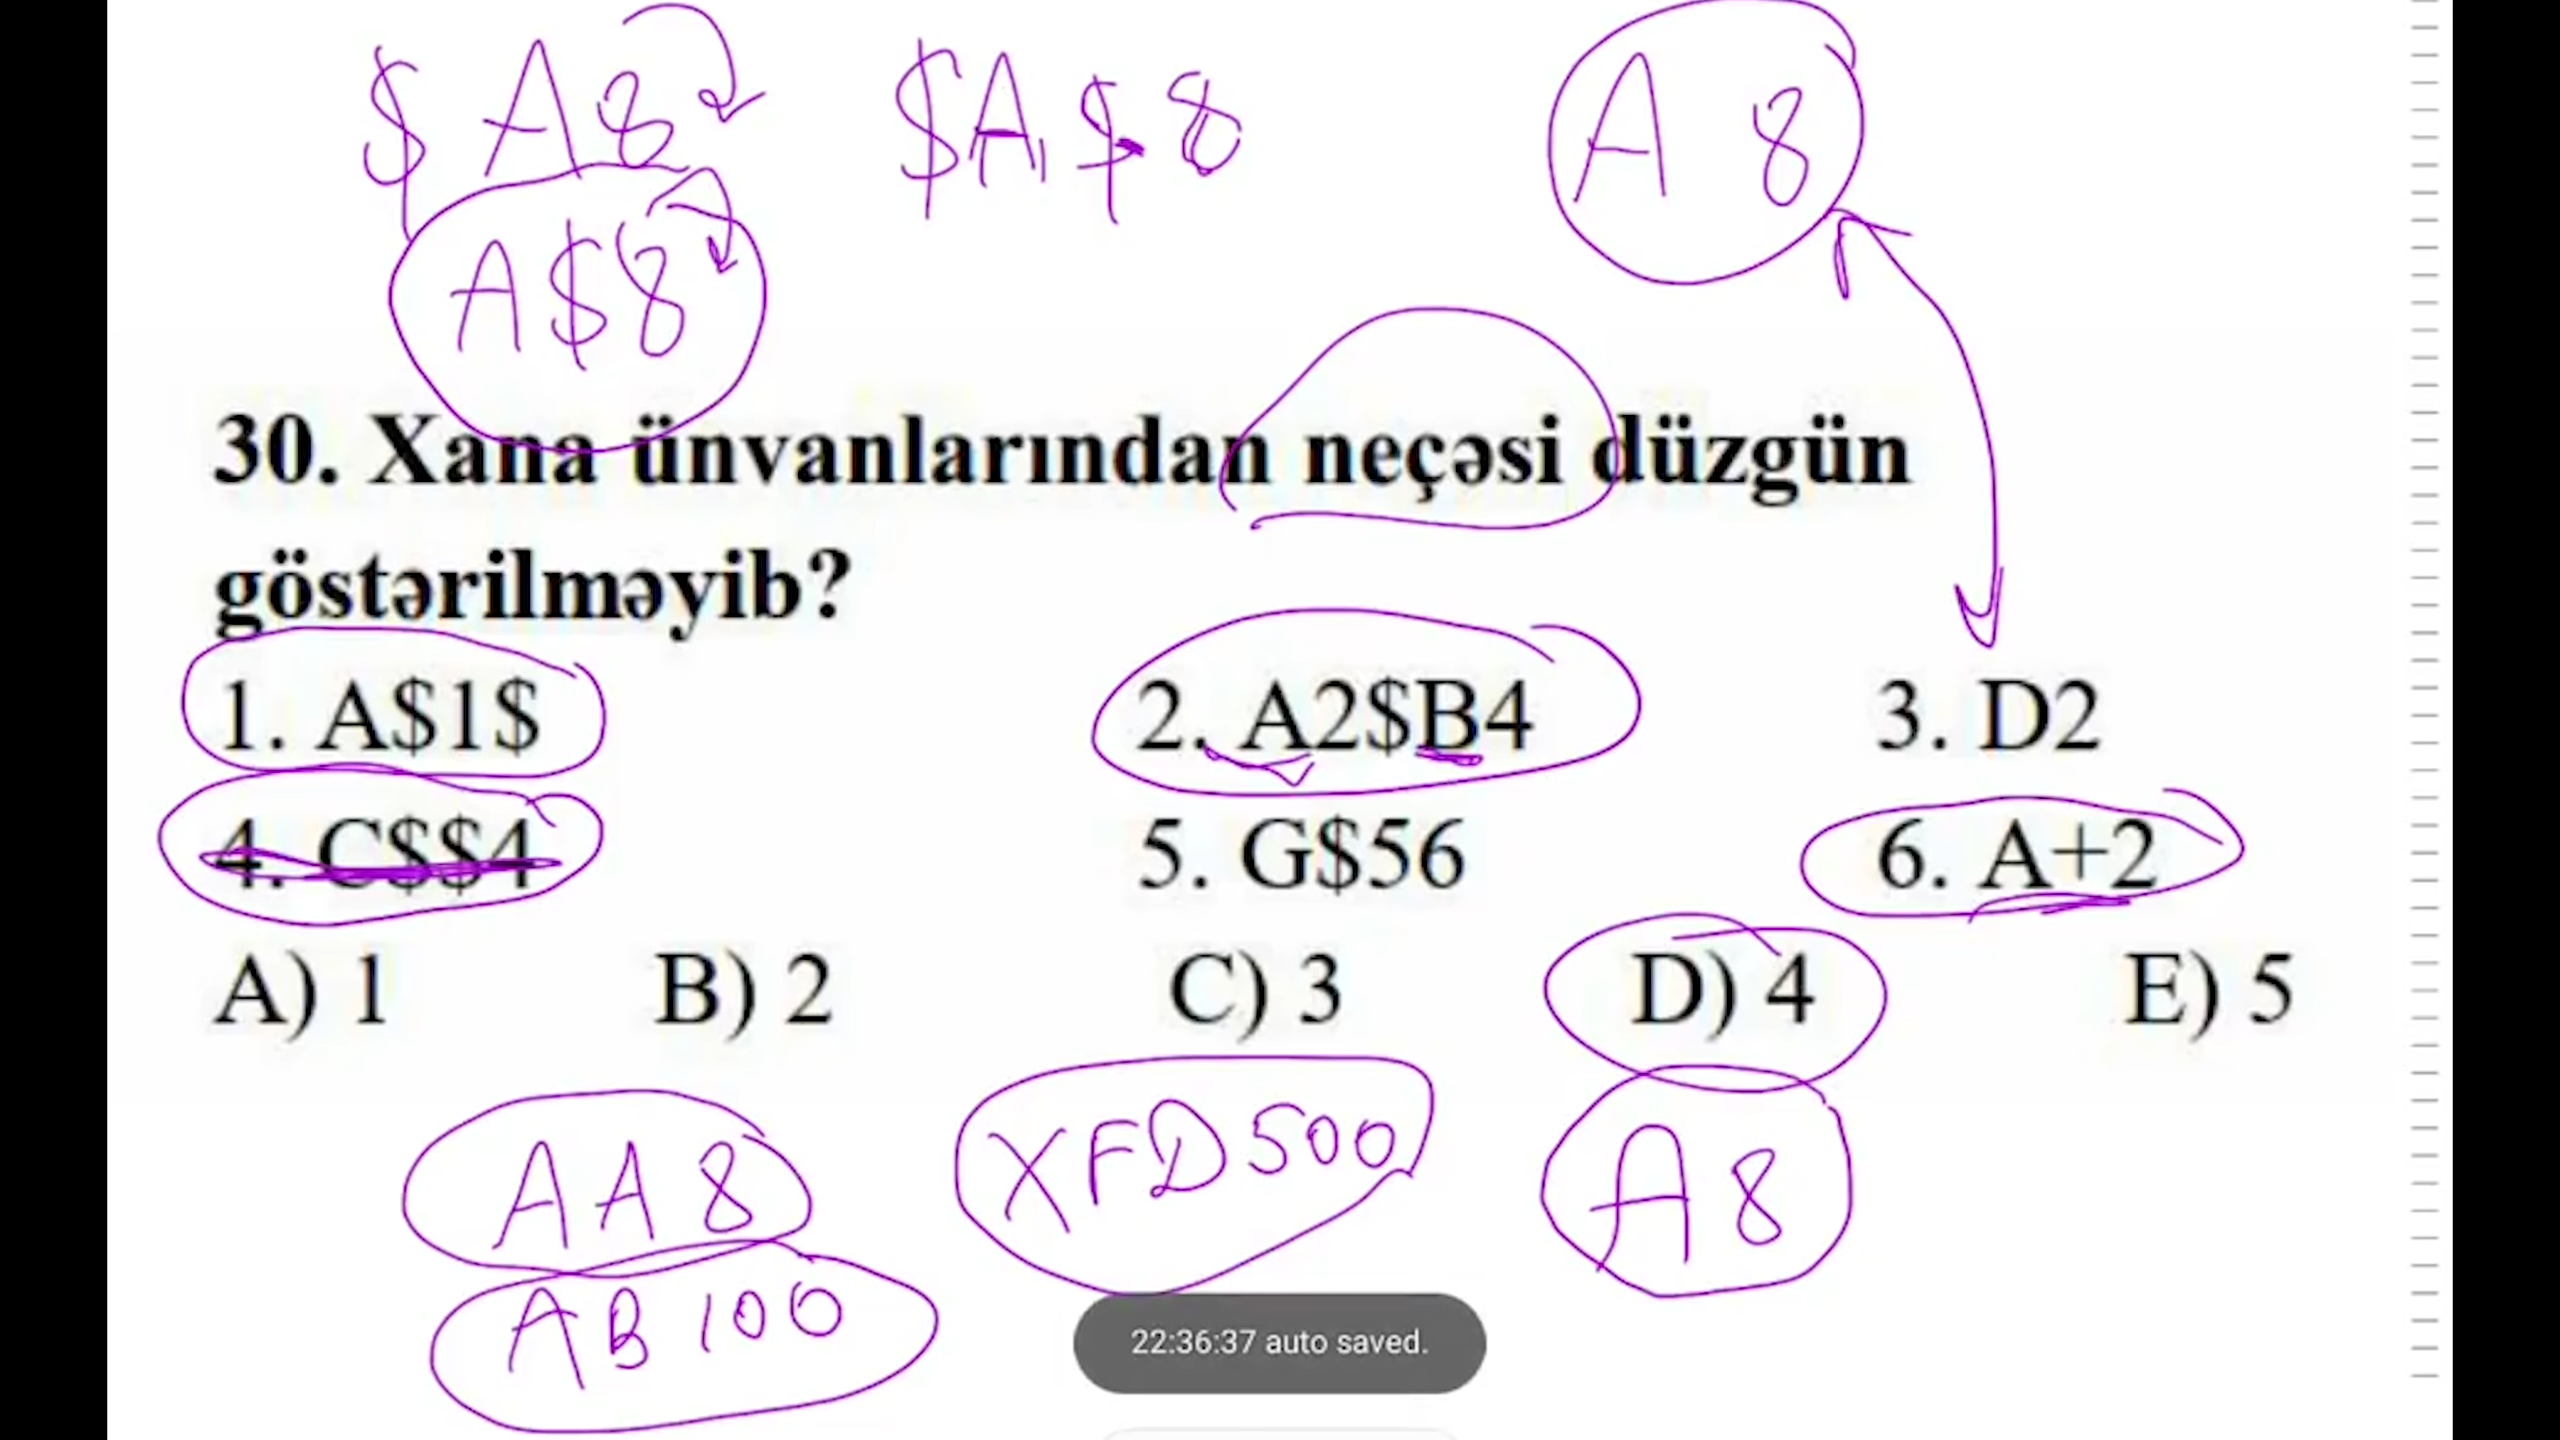 $A8 $A$8 A8
A$8
30. Xana ünvanlarından neçəsi düzgün
göstərilməyib?
1. A$1$ 2. A2$B4 3. D2
4. C$$4 5. G$56 6. A+2
A) 1 B) 2 C) 3 D) 4 E) 5
AA8 XFD500 A8
AB100
22:36:37 auto saved.